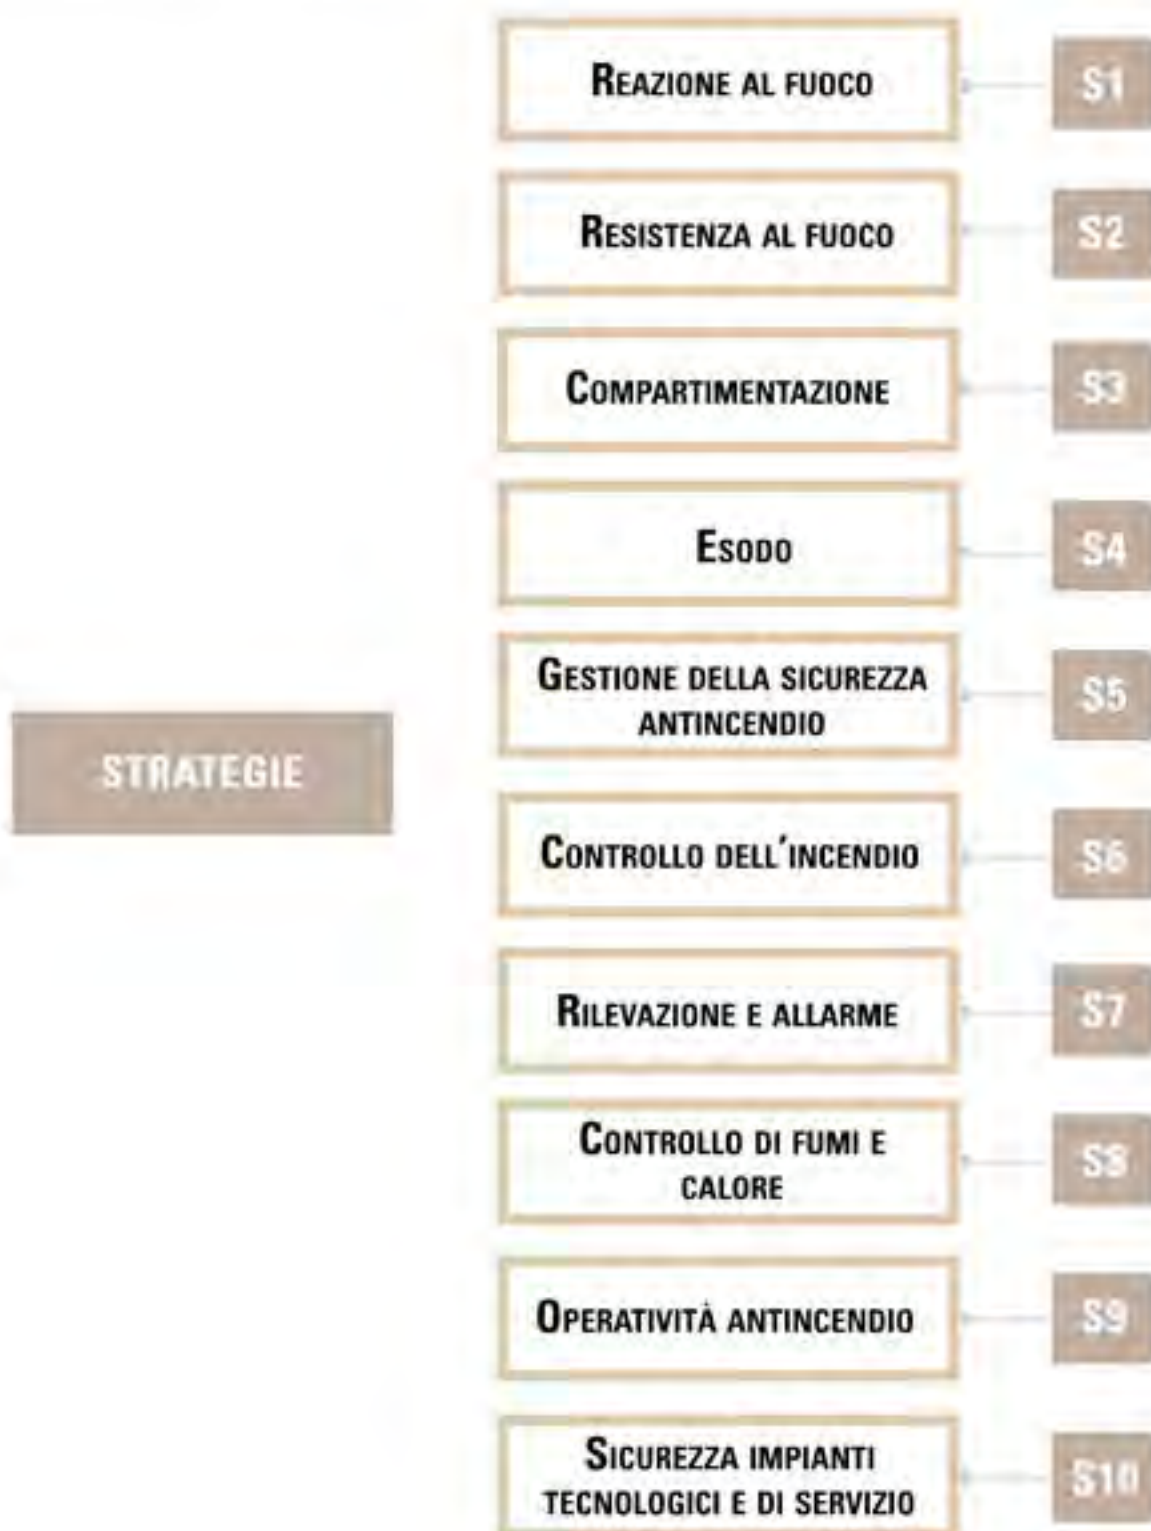 REAZIONE AL FUOCO
S1
RESISTENZA AL FUOCO
S2
COMPARTIMENTAZIONE
S3
ESODO
S4
GESTIONE DELLA SICUREZZA
ANTINCENDIO
S5
STRATEGIE
CONTROLLO DELL'INCENDIO
S6
RILEVAZIONE E ALLARME
S7
CONTROLLO DI FUMI E
CALORE
S8
OPERATIVITÀ ANTINCENDIO
S9
SICUREZZA IMPIANTI
TECNOLOGICI E DI SERVIZIO
S10